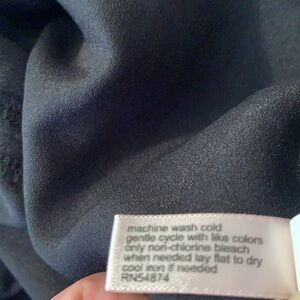 machine wash cold
gentle cycle with like colors
only non-chlorine bleach
when needed lay flat to dry
cool iron if needed
RN54874